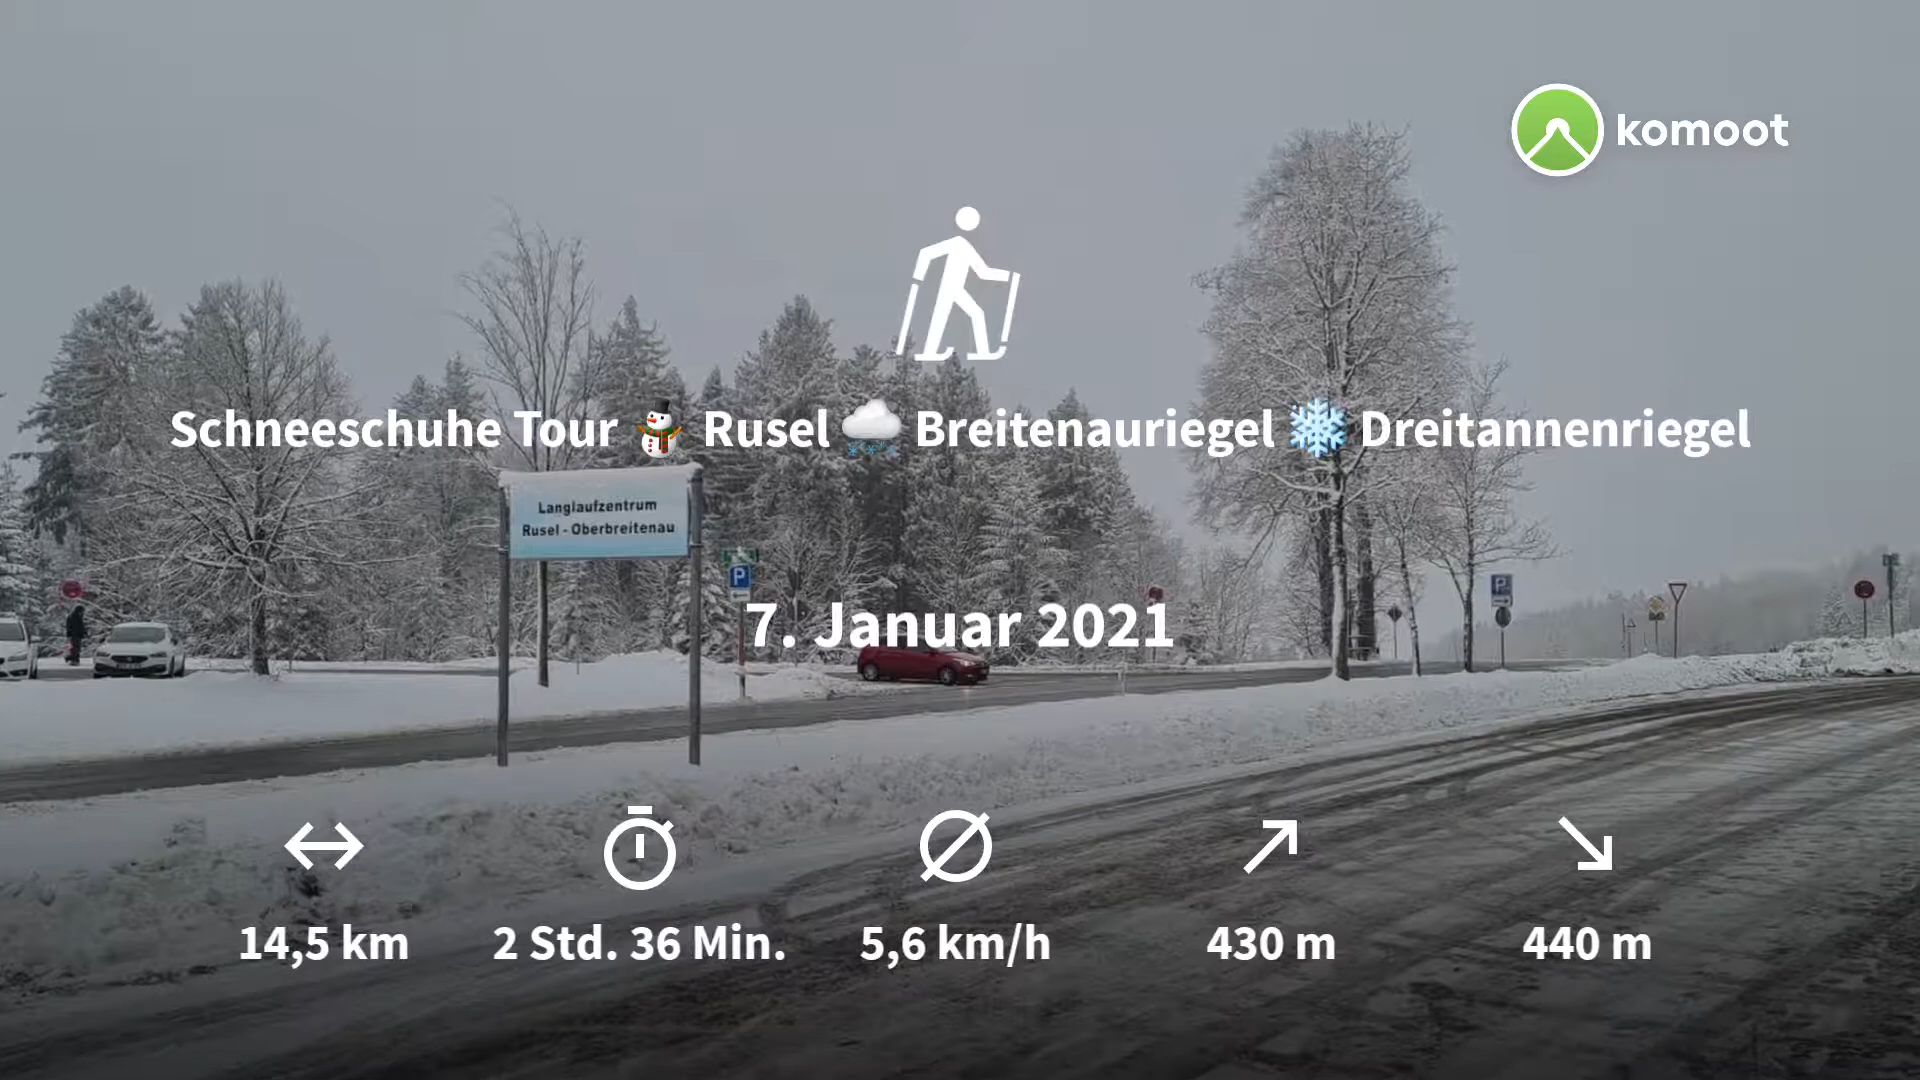 komoot
Schneeschuhe Tour ⛄ Rusel 🌨️ Breitenauriegel ❄️ Dreitannenriegel
Langlaufzentrum
Rusel - Oberbreitenau
P
P
7. Januar 2021
14,5 km
2 Std. 36 Min.
5,6 km/h
430 m
440 m